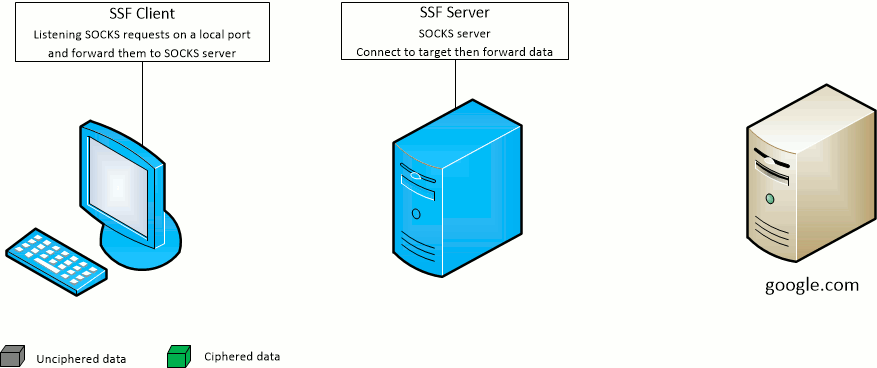 SSF Client
Listening SOCKS requests on a local port
and forward them to SOCKS server
SSF Server
SOCKS server
Connect to target then forward data
google.com
Unciphered data
Ciphered data